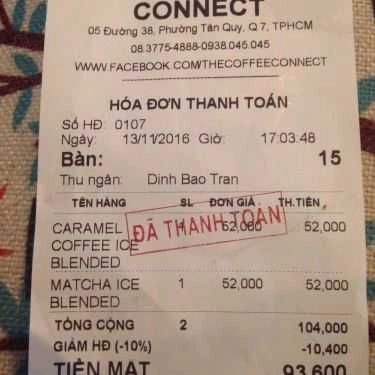 CONNECT
05 Đường 38, Phường Tân Quy, Q 7, TPHCM
08.3775-4888-0938.045.045
WWW.FACEBOOK.COM/THECOFFEECONNECT
HÓA ĐƠN THANH TOÁN
Số HĐ: 0107
Ngày: 13/11/2016 Giờ: 17:03:48
Bàn: 15
Thu ngân: Dinh Bao Tran
TÊN HÀNG SL ĐƠN GIÁ TH.TIỀN
CARAMEL 52,000 52,000
COFFEE ICE
BLENDED
ĐÃ THANH TOÁN
MATCHA ICE 1 52,000 52,000
BLENDED
TỔNG CỘNG 2 104,000
GIẢM HĐ (-10%) -10,400
TIỀN MẶT 93,600